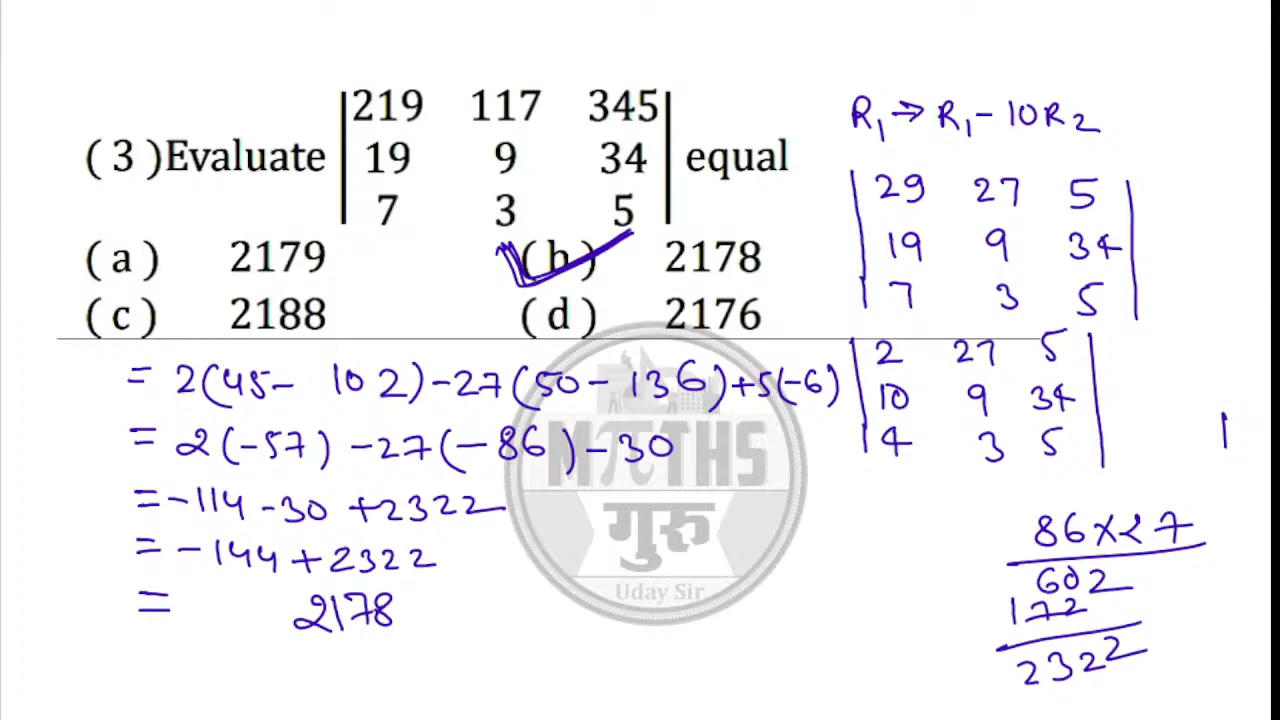 |219 117 345|
( 3 )Evaluate |19 9 34| equal
|7 3 5|
( a ) 2179 ( b ) 2178
( c ) 2188 ( d ) 2176
= 2(45 - 102) - 27(50 - 136) + 5(-6)
= 2(-57) - 27(-86) - 30
= -114 - 30 + 2322
= -144 + 2322
= 2178
R₁ → R₁ - 10R₂
|29 27 5|
|19 9 34|
|7 3 5|
|2 27 5|
|10 9 34|
|4 3 5|
|
86×27
602
172
2322
MπTHS
गुरु
Uday Sir